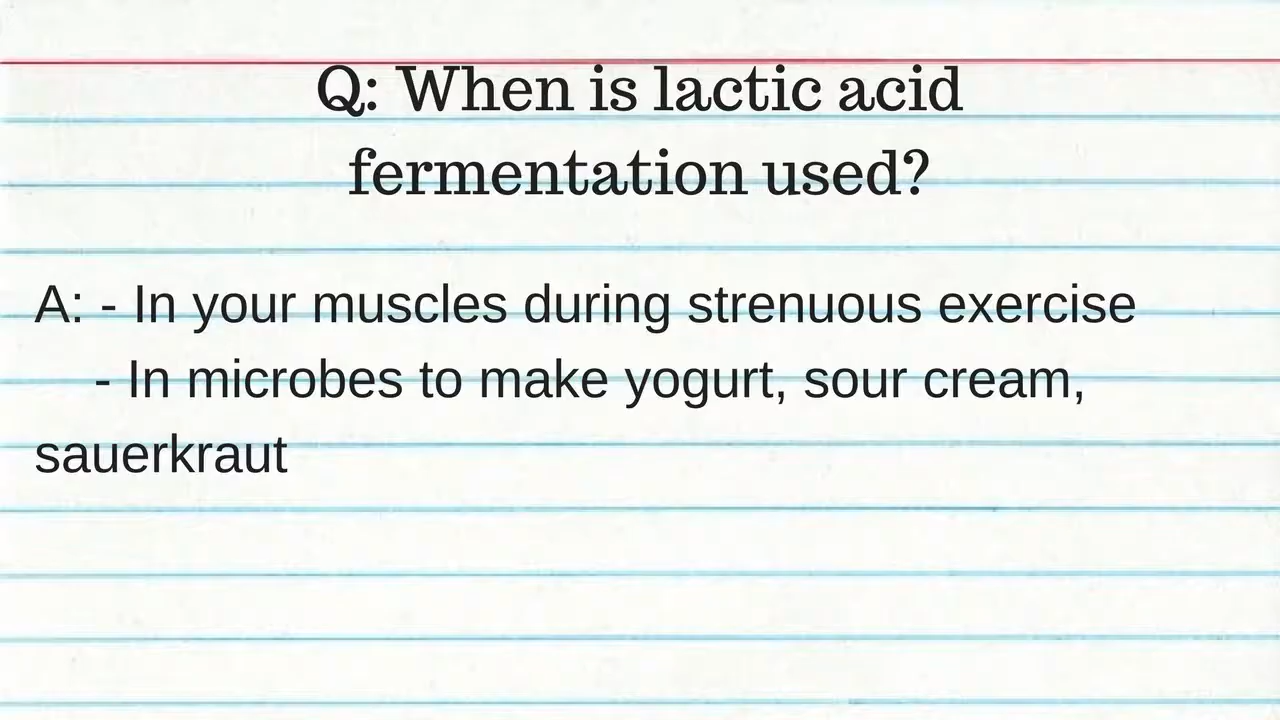 Q: When is lactic acid
fermentation used?
A: - In your muscles during strenuous exercise
- In microbes to make yogurt, sour cream,
sauerkraut